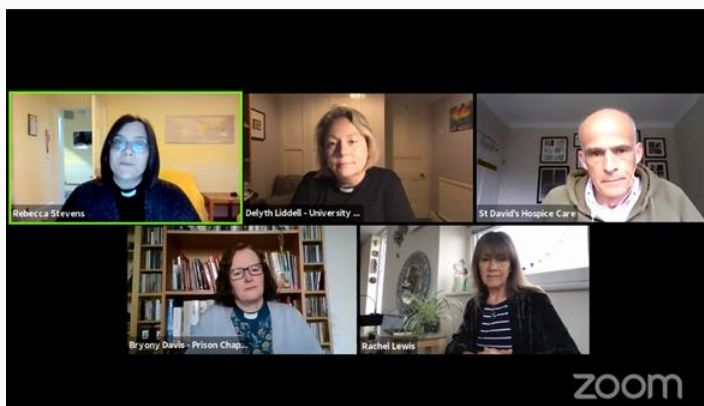 Rebecca Stevens
Delyth Liddell - University ...
St David's Hospice Care
Bryony Davis - Prison Chap...
Rachel Lewis
zoom